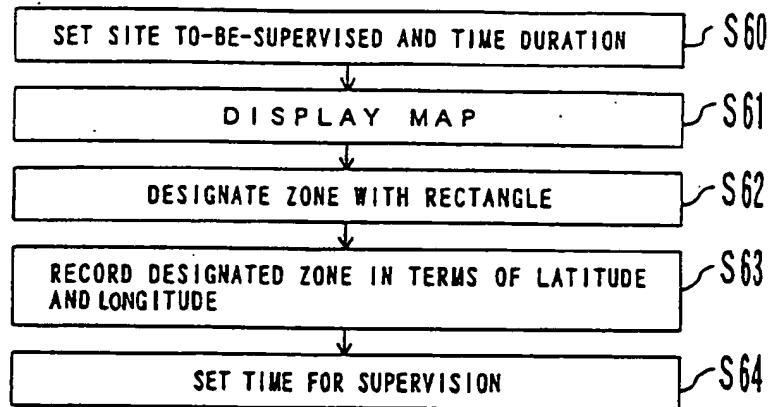 SET SITE TO-BE-SUPERVISED AND TIME DURATION S60
DISPLAY MAP S61
DESIGNATE ZONE WITH RECTANGLE S62
RECORD DESIGNATED ZONE IN TERMS OF LATITUDE S63
AND LONGITUDE
SET TIME FOR SUPERVISION S64